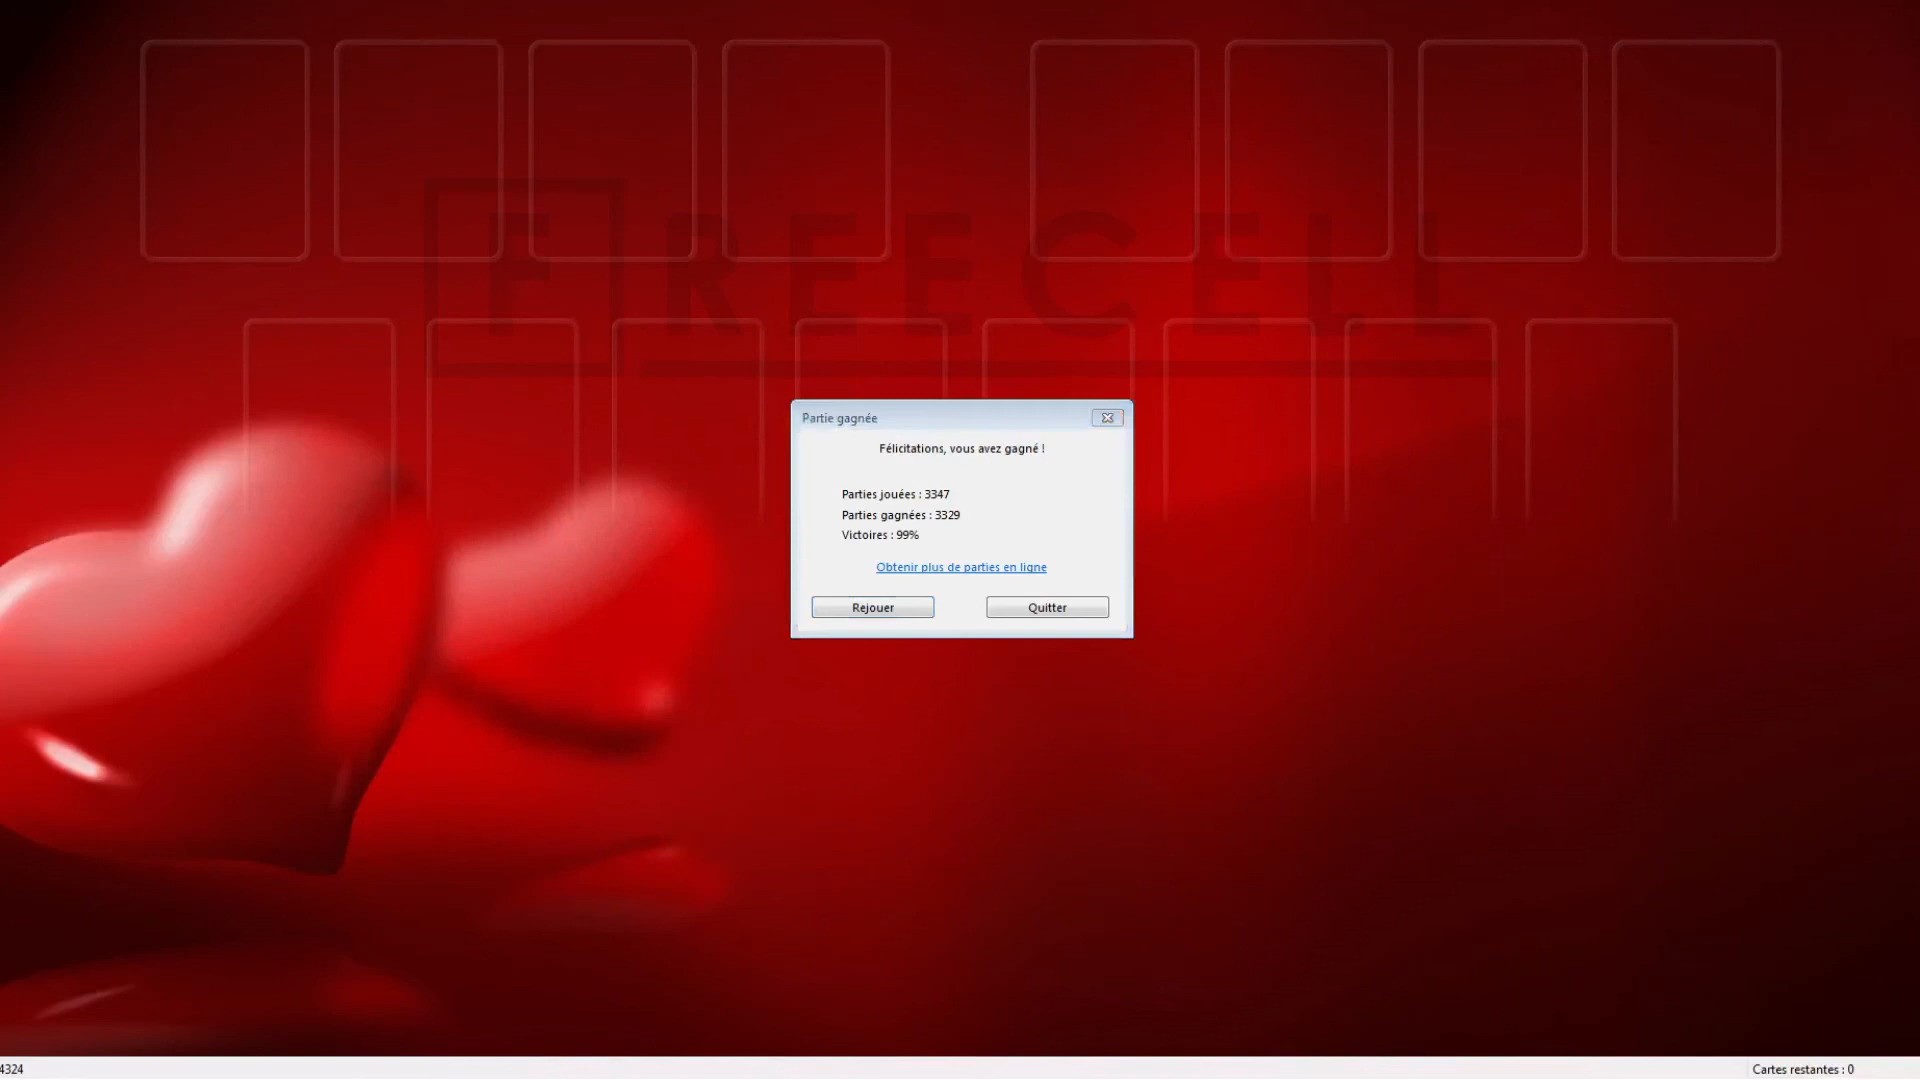 FREECELL
Partie gagnée
Félicitations, vous avez gagné !
Parties jouées : 3347
Parties gagnées : 3329
Victoires : 99%
Obtenir plus de parties en ligne
Rejouer
Quitter
4324
Cartes restantes : 0